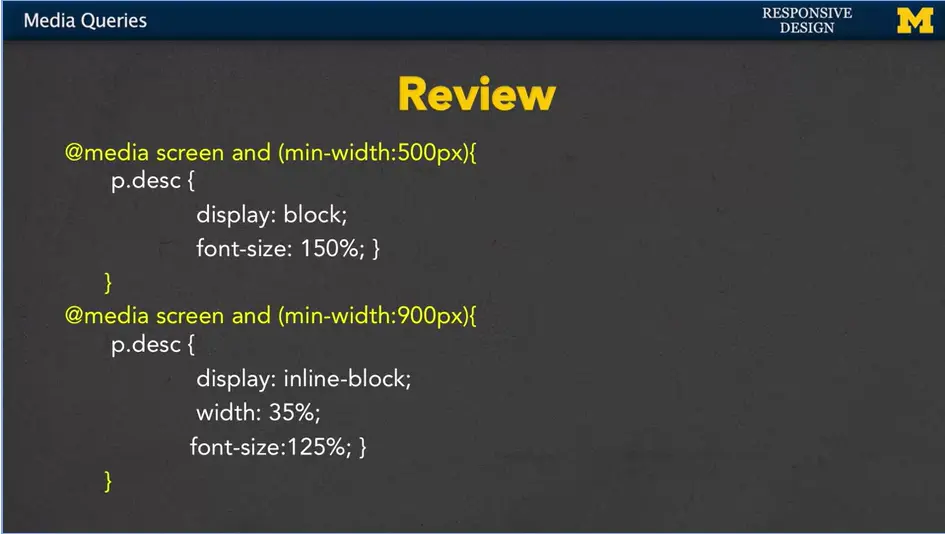 Media Queries
RESPONSIVE
DESIGN
M
Review
@media screen and (min-width:500px){
p.desc {
display: block;
font-size: 150%; }
}
@media screen and (min-width:900px){
p.desc {
display: inline-block;
width: 35%;
font-size:125%; }
}